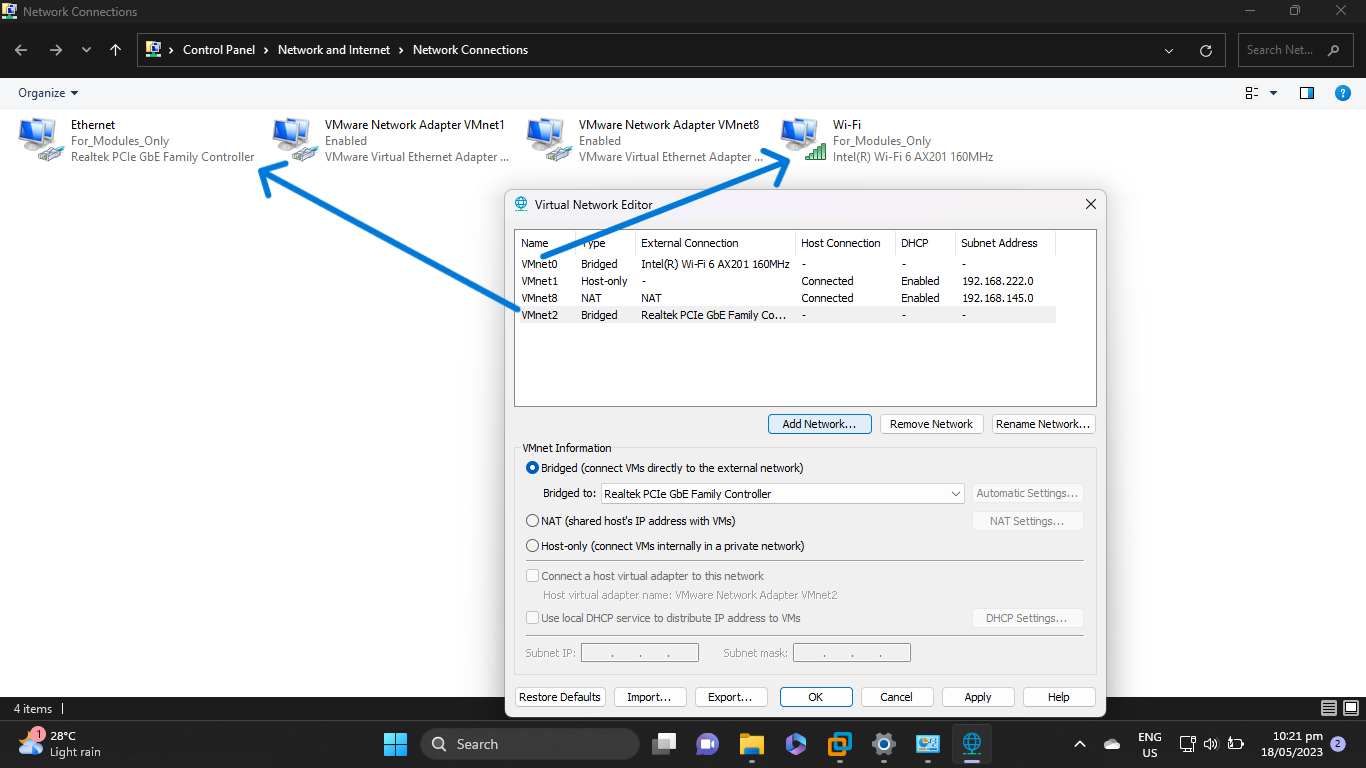 Network Connections
Control Panel > Network and Internet > Network Connections
Search Net...
Organize
Ethernet
For_Modules_Only
Realtek PCIe GbE Family Controller
VMware Network Adapter VMnet1
Enabled
VMware Virtual Ethernet Adapter ...
VMware Network Adapter VMnet8
Enabled
VMware Virtual Ethernet Adapter ...
Wi-Fi
For_Modules_Only
Intel(R) Wi-Fi 6 AX201 160MHz
Virtual Network Editor
Name Type External Connection Host Connection DHCP Subnet Address
VMnet0 Bridged Intel(R) Wi-Fi 6 AX201 160MHz - - -
VMnet1 Host-only - Connected Enabled 192.168.222.0
VMnet8 NAT NAT Connected Enabled 192.168.145.0
VMnet2 Bridged Realtek PCIe GbE Family Co... - - -
Add Network... Remove Network Rename Network...
VMnet Information
Bridged (connect VMs directly to the external network)
Bridged to: Realtek PCIe GbE Family Controller Automatic Settings...
NAT (shared host's IP address with VMs) NAT Settings...
Host-only (connect VMs internally in a private network)
Connect a host virtual adapter to this network
Host virtual adapter name: VMware Network Adapter VMnet2
Use local DHCP service to distribute IP address to VMs DHCP Settings...
Subnet IP: . . . Subnet mask: . . .
Restore Defaults Import... Export... OK Cancel Apply Help
4 items
1
28°C
Light rain
Search
ENG
US
10:21 pm
18/05/2023
2